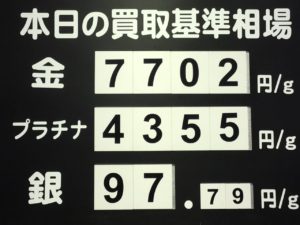 本日の買取基準相場
金 7702 円/g
プラチナ 4355 円/g
銀 97.79 円/g